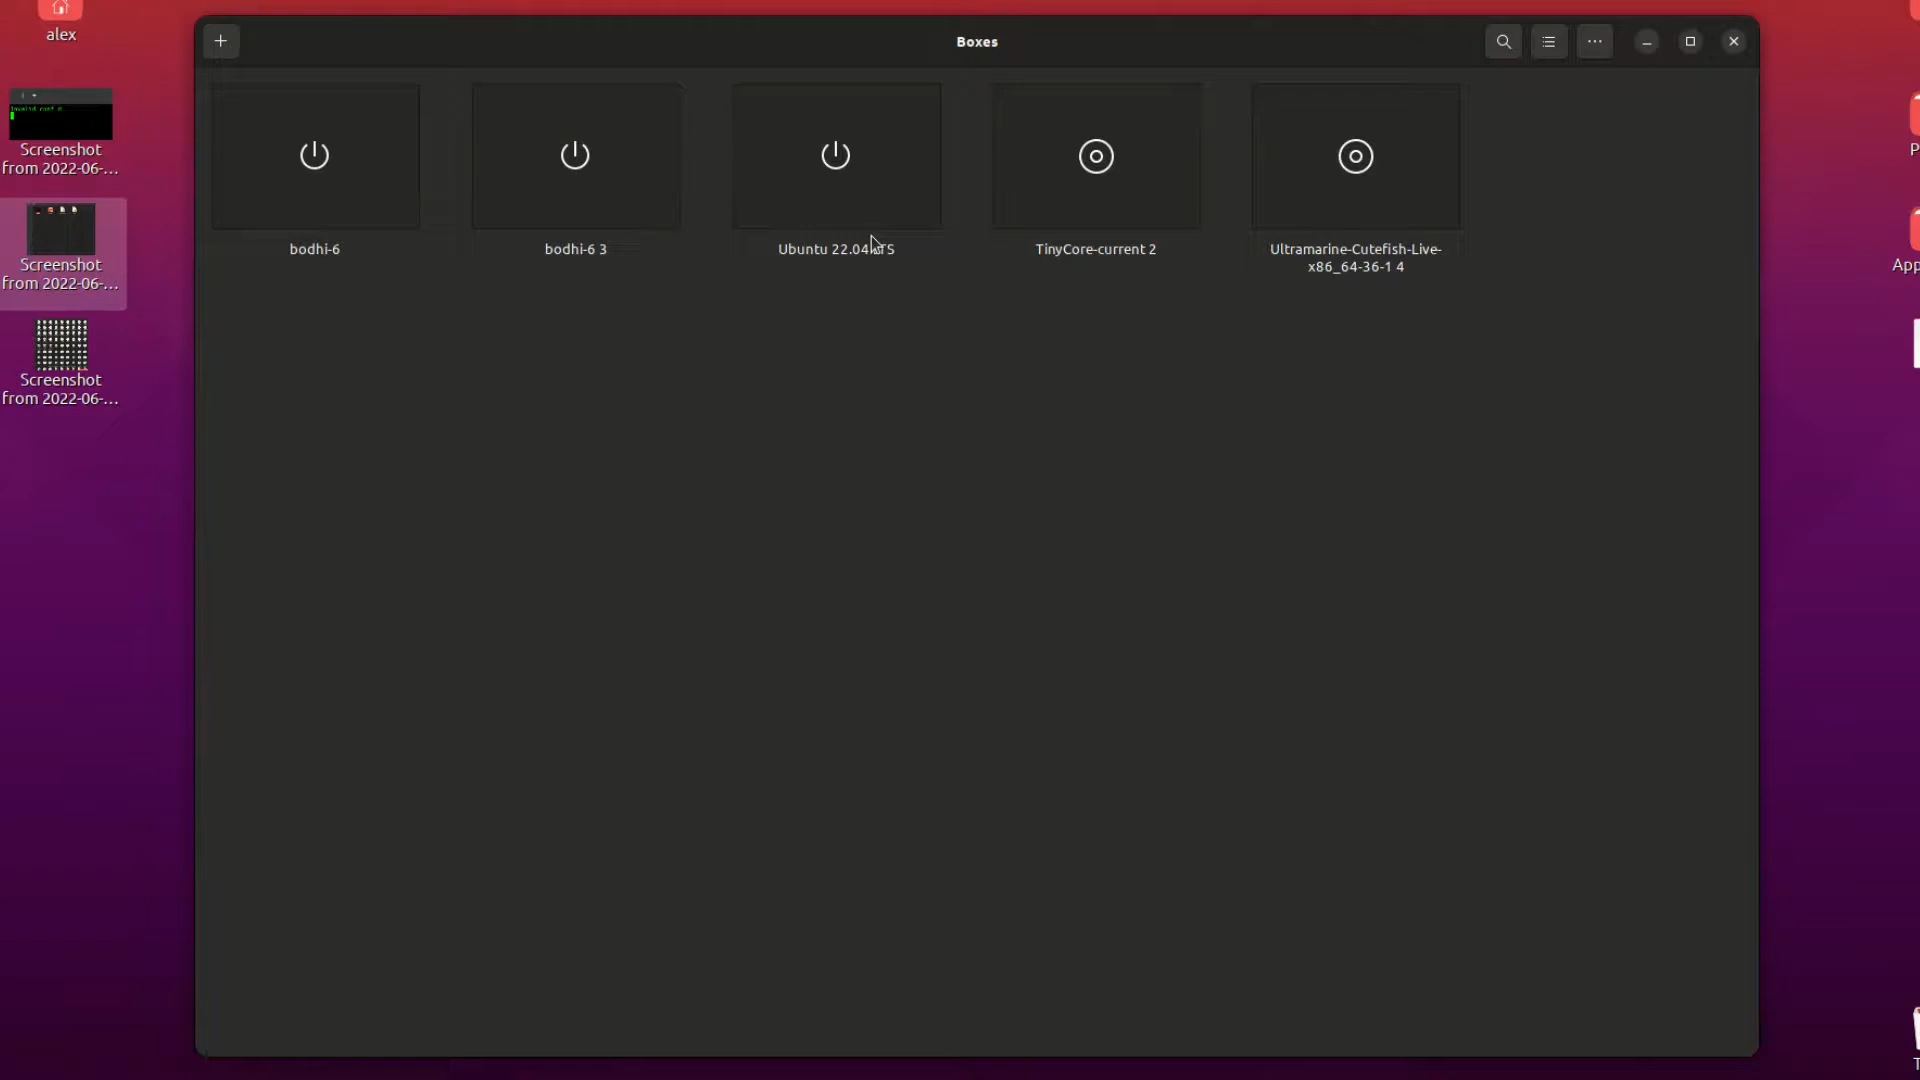 alex
Screenshot
from 2022-06-...
Screenshot
from 2022-06-...
Screenshot
from 2022-06-...
Boxes
bodhi-6
bodhi-6 3
Ubuntu 22.04 LTS
TinyCore-current 2
Ultramarine-Cutefish-Live-
x86_64-36-1 4
P
App
T